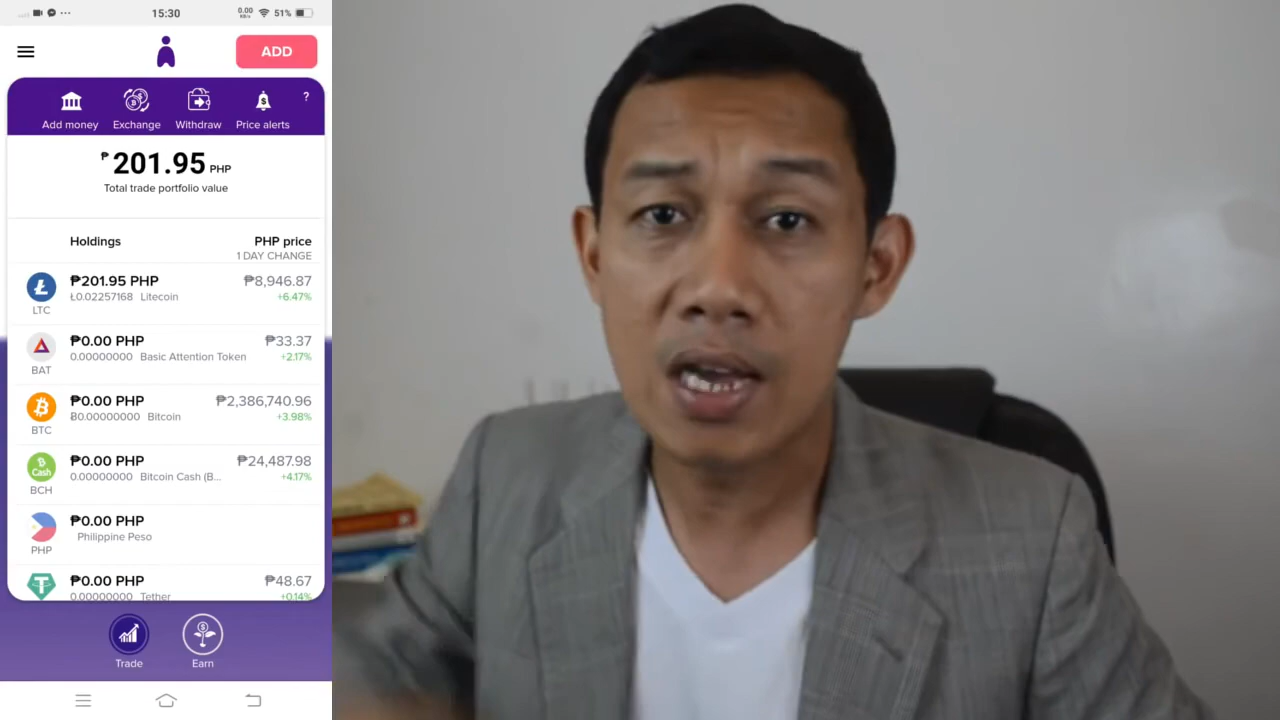 15:30
0.00 KB/s
51%
ADD
Add money Exchange Withdraw Price alerts ?
₱ 201.95 PHP
Total trade portfolio value
Holdings PHP price
1 DAY CHANGE
₱201.95 PHP ₱8,946.87
Ł0.02257168 Litecoin +6.47%
LTC
₱0.00 PHP ₱33.37
0.00000000 Basic Attention Token +2.17%
BAT
₱0.00 PHP ₱2,386,740.96
Ƀ0.00000000 Bitcoin +3.98%
BTC
₱0.00 PHP ₱24,487.98
Cash
0.00000000 Bitcoin Cash (B... +4.17%
BCH
₱0.00 PHP
Philippine Peso
PHP
₱0.00 PHP ₱48.67
0.00000000 Tether +0.14%
Trade Earn